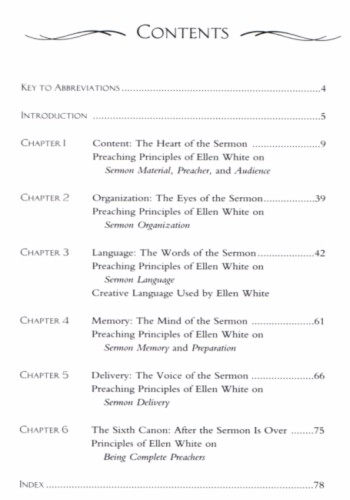 CONTENTS
KEY TO ABBREVIATIONS....................................................................4
INTRODUCTION ..............................................................................5
CHAPTER 1 Content: The Heart of the Sermon ......................9
Preaching Principles of Ellen White on
Sermon Material, Preacher, and Audience
CHAPTER 2 Organization: The Eyes of the Sermon.................39
Preaching Principles of Ellen White on
Sermon Organization
CHAPTER 3 Language: The Words of the Sermon...................42
Preaching Principles of Ellen White on
Sermon Language
Creative Language Used by Ellen White
CHAPTER 4 Memory: The Mind of the Sermon .....................61
Preaching Principles of Ellen White on
Sermon Memory and Preparation
CHAPTER 5 Delivery: The Voice of the Sermon .....................66
Preaching Principles of Ellen White on
Sermon Delivery
CHAPTER 6 The Sixth Canon: After the Sermon Is Over ........75
Principles of Ellen White on
Being Complete Preachers
INDEX ...........................................................................................78